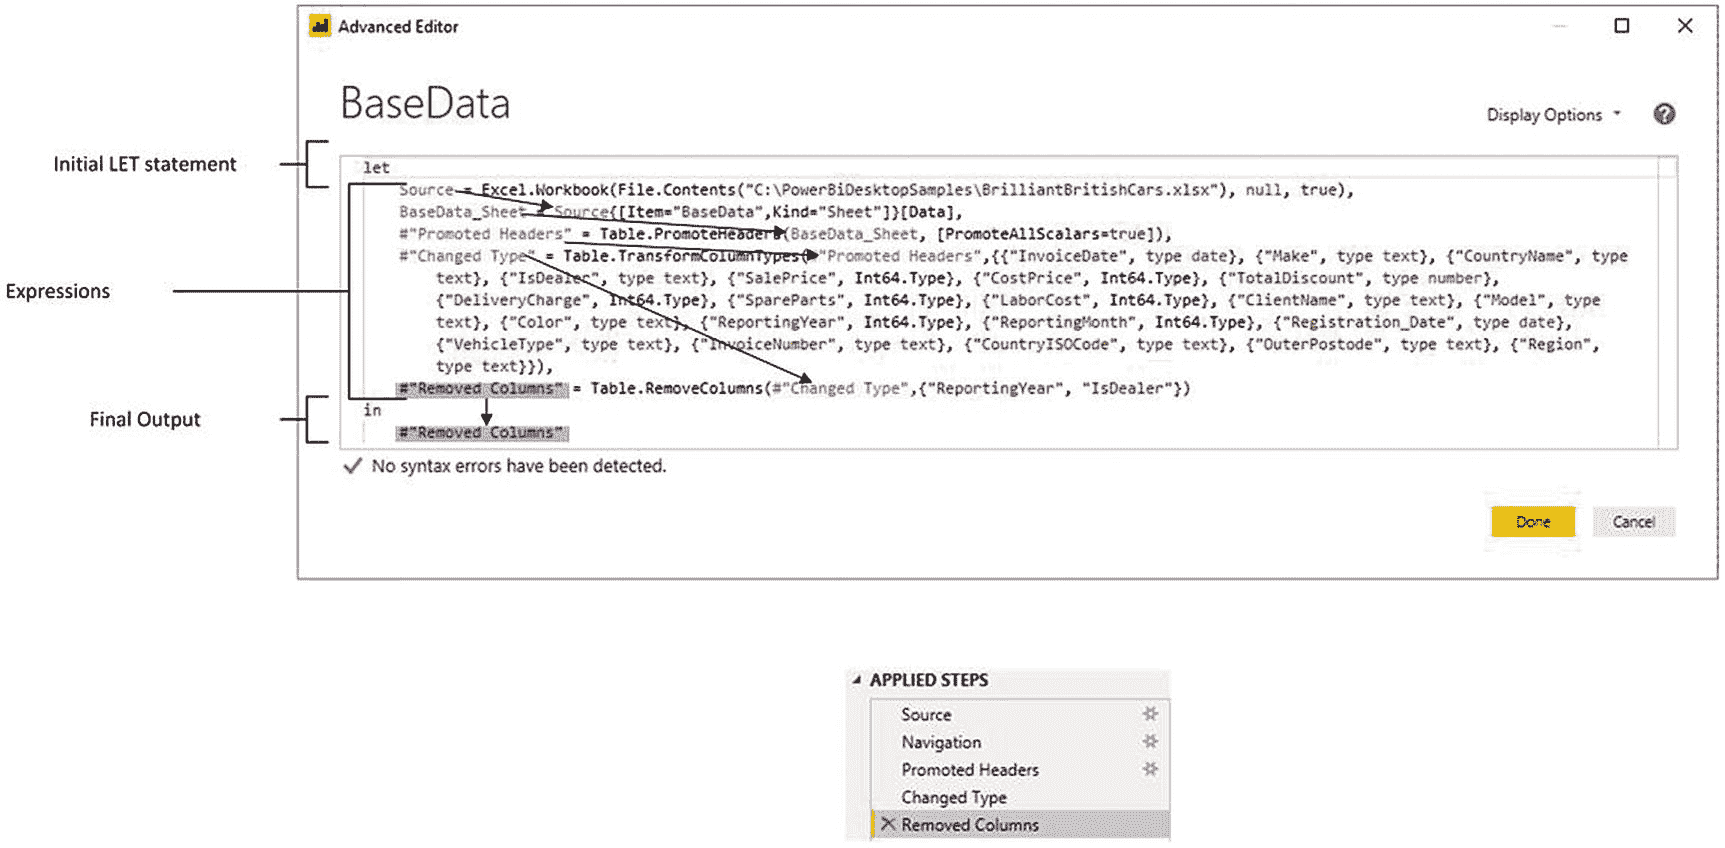 Advanced Editor
BaseData
Display Options
Initial LET statement
let
Source = Excel.Workbook(File.Contents("C:\PowerBiDesktopSamples\BrilliantBritishCars.xlsx"), null, true),
BaseData_Sheet = Source{[Item="BaseData",Kind="Sheet"]}[Data],
#"Promoted Headers" = Table.PromoteHeaders(BaseData_Sheet, [PromoteAllScalars=true]),
#"Changed Type" = Table.TransformColumnTypes(#"Promoted Headers",{{"InvoiceDate", type date}, {"Make", type text}, {"CountryName", type
text}, {"IsDealer", type text}, {"SalePrice", Int64.Type}, {"CostPrice", Int64.Type}, {"TotalDiscount", type number},
Expressions
{"DeliveryCharge", Int64.Type}, {"SpareParts", Int64.Type}, {"LaborCost", Int64.Type}, {"ClientName", type text}, {"Model", type
text}, {"Color", type text}, {"ReportingYear", Int64.Type}, {"ReportingMonth", Int64.Type}, {"Registration_Date", type date},
{"VehicleType", type text}, {"InvoiceNumber", type text}, {"CountryISOCode", type text}, {"OuterPostode", type text}, {"Region",
type text}}),
#"Removed Columns" = Table.RemoveColumns(#"Changed Type",{"ReportingYear", "IsDealer"})
in
Final Output
#"Removed Columns"
No syntax errors have been detected.
Done
Cancel
APPLIED STEPS
Source
Navigation
Promoted Headers
Changed Type
Removed Columns